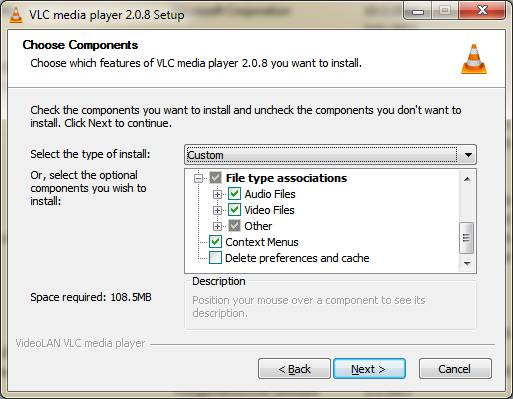 VLC media player 2.0.8 Setup
Choose Components
Choose which features of VLC media player 2.0.8 you want to install.
Check the components you want to install and uncheck the components you don't want to
install. Click Next to continue.
Select the type of install:
Custom
Or, select the optional
components you wish to
install:
File type associations
Audio Files
Video Files
Other
Context Menus
Delete preferences and cache
Space required: 108.5MB
Description
Position your mouse over a component to see its
description.
VideoLAN VLC media player
< Back
Next >
Cancel